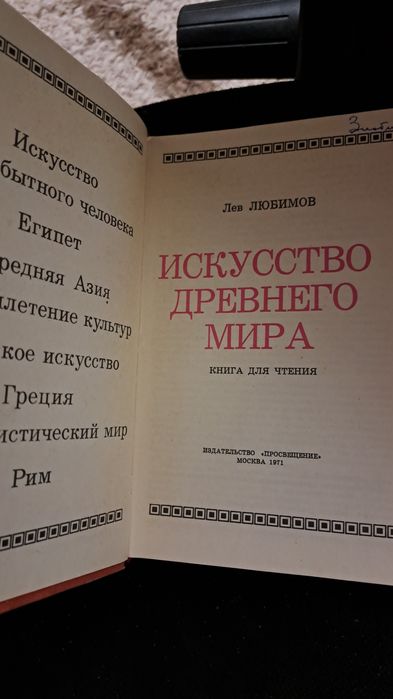 Искусство
бытного человека
Египет
редняя Азия
плетение культур
кое искусство
Греция
истический мир
Рим
Лев ЛЮБИМОВ
ИСКУССТВО
ДРЕВНЕГО
МИРА
КНИГА ДЛЯ ЧТЕНИЯ
ИЗДАТЕЛЬСТВО «ПРОСВЕЩЕНИЕ»
МОСКВА 1971